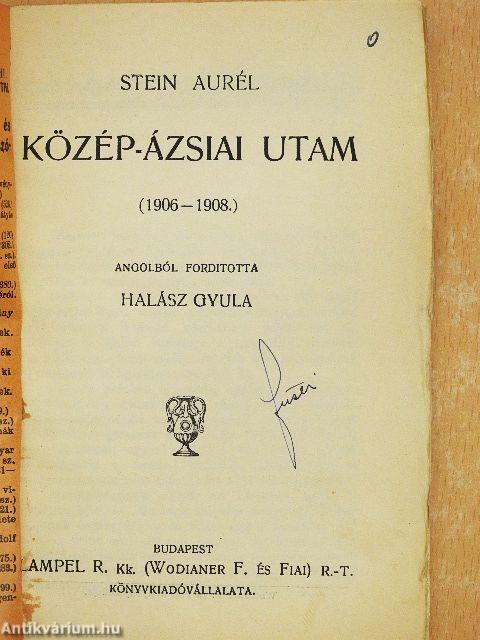 O
STEIN AURÉL
KÖZÉP-ÁZSIAI UTAM
(1906—1908.)
ANGOLBÓL FORDITOTTA
HALÁSZ GYULA
BUDAPEST
LAMPEL R. KK. (WODIANER F. ÉS FIAI) R.-T.
KÖNYVKIADÓVÁLLALATA.
Antikvárium.hu